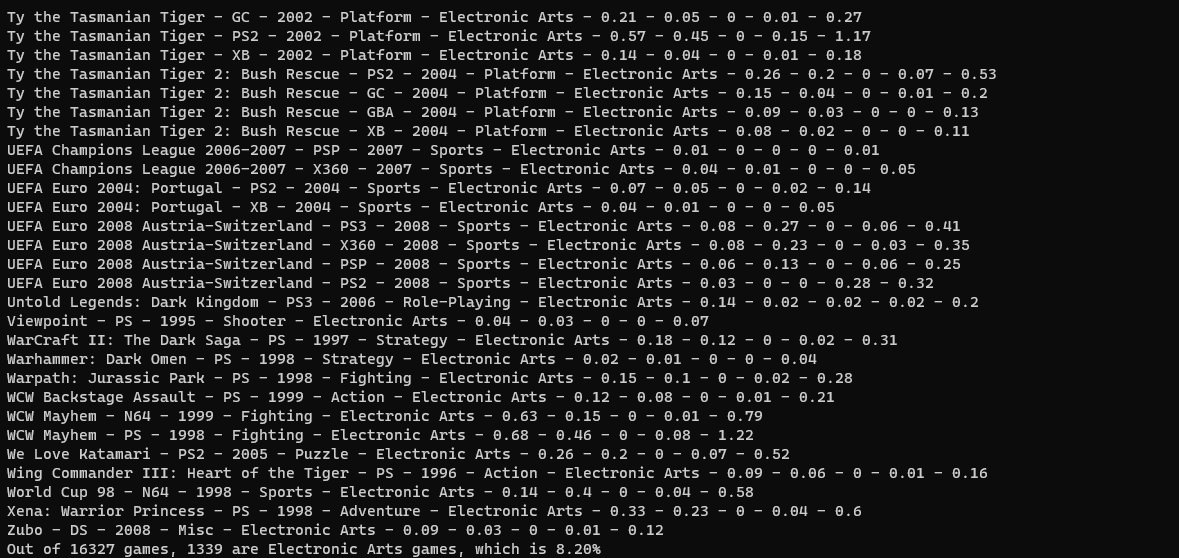 Ty the Tasmanian Tiger - GC - 2002 - Platform - Electronic Arts - 0.21 - 0.05 - 0 - 0.01 - 0.27
Ty the Tasmanian Tiger - PS2 - 2002 - Platform - Electronic Arts - 0.57 - 0.45 - 0 - 0.15 - 1.17
Ty the Tasmanian Tiger - XB - 2002 - Platform - Electronic Arts - 0.14 - 0.04 - 0 - 0.01 - 0.18
Ty the Tasmanian Tiger 2: Bush Rescue - PS2 - 2004 - Platform - Electronic Arts - 0.26 - 0.2 - 0 - 0.07 - 0.53
Ty the Tasmanian Tiger 2: Bush Rescue - GC - 2004 - Platform - Electronic Arts - 0.15 - 0.04 - 0 - 0.01 - 0.2
Ty the Tasmanian Tiger 2: Bush Rescue - GBA - 2004 - Platform - Electronic Arts - 0.09 - 0.03 - 0 - 0 - 0.13
Ty the Tasmanian Tiger 2: Bush Rescue - XB - 2004 - Platform - Electronic Arts - 0.08 - 0.02 - 0 - 0 - 0.11
UEFA Champions League 2006-2007 - PSP - 2007 - Sports - Electronic Arts - 0.01 - 0 - 0 - 0 - 0.01
UEFA Champions League 2006-2007 - X360 - 2007 - Sports - Electronic Arts - 0.04 - 0.01 - 0 - 0 - 0.05
UEFA Euro 2004: Portugal - PS2 - 2004 - Sports - Electronic Arts - 0.07 - 0.05 - 0 - 0.02 - 0.14
UEFA Euro 2004: Portugal - XB - 2004 - Sports - Electronic Arts - 0.04 - 0.01 - 0 - 0 - 0.05
UEFA Euro 2008 Austria-Switzerland - PS3 - 2008 - Sports - Electronic Arts - 0.08 - 0.27 - 0 - 0.06 - 0.41
UEFA Euro 2008 Austria-Switzerland - X360 - 2008 - Sports - Electronic Arts - 0.08 - 0.23 - 0 - 0.03 - 0.35
UEFA Euro 2008 Austria-Switzerland - PSP - 2008 - Sports - Electronic Arts - 0.06 - 0.13 - 0 - 0.06 - 0.25
UEFA Euro 2008 Austria-Switzerland - PS2 - 2008 - Sports - Electronic Arts - 0.03 - 0 - 0 - 0.28 - 0.32
Untold Legends: Dark Kingdom - PS3 - 2006 - Role-Playing - Electronic Arts - 0.14 - 0.02 - 0.02 - 0.02 - 0.2
Viewpoint - PS - 1995 - Shooter - Electronic Arts - 0.04 - 0.03 - 0 - 0 - 0.07
WarCraft II: The Dark Saga - PS - 1997 - Strategy - Electronic Arts - 0.18 - 0.12 - 0 - 0.02 - 0.31
Warhammer: Dark Omen - PS - 1998 - Strategy - Electronic Arts - 0.02 - 0.01 - 0 - 0 - 0.04
Warpath: Jurassic Park - PS - 1998 - Fighting - Electronic Arts - 0.15 - 0.1 - 0 - 0.02 - 0.28
WCW Backstage Assault - PS - 1999 - Action - Electronic Arts - 0.12 - 0.08 - 0 - 0.01 - 0.21
WCW Mayhem - N64 - 1999 - Fighting - Electronic Arts - 0.63 - 0.15 - 0 - 0.01 - 0.79
WCW Mayhem - PS - 1998 - Fighting - Electronic Arts - 0.68 - 0.46 - 0 - 0.08 - 1.22
We Love Katamari - PS2 - 2005 - Puzzle - Electronic Arts - 0.26 - 0.2 - 0 - 0.07 - 0.52
Wing Commander III: Heart of the Tiger - PS - 1996 - Action - Electronic Arts - 0.09 - 0.06 - 0 - 0.01 - 0.16
World Cup 98 - N64 - 1998 - Sports - Electronic Arts - 0.14 - 0.4 - 0 - 0.04 - 0.58
Xena: Warrior Princess - PS - 1998 - Adventure - Electronic Arts - 0.33 - 0.23 - 0 - 0.04 - 0.6
Zubo - DS - 2008 - Misc - Electronic Arts - 0.09 - 0.03 - 0 - 0.01 - 0.12
Out of 16327 games, 1339 are Electronic Arts games, which is 8.20%